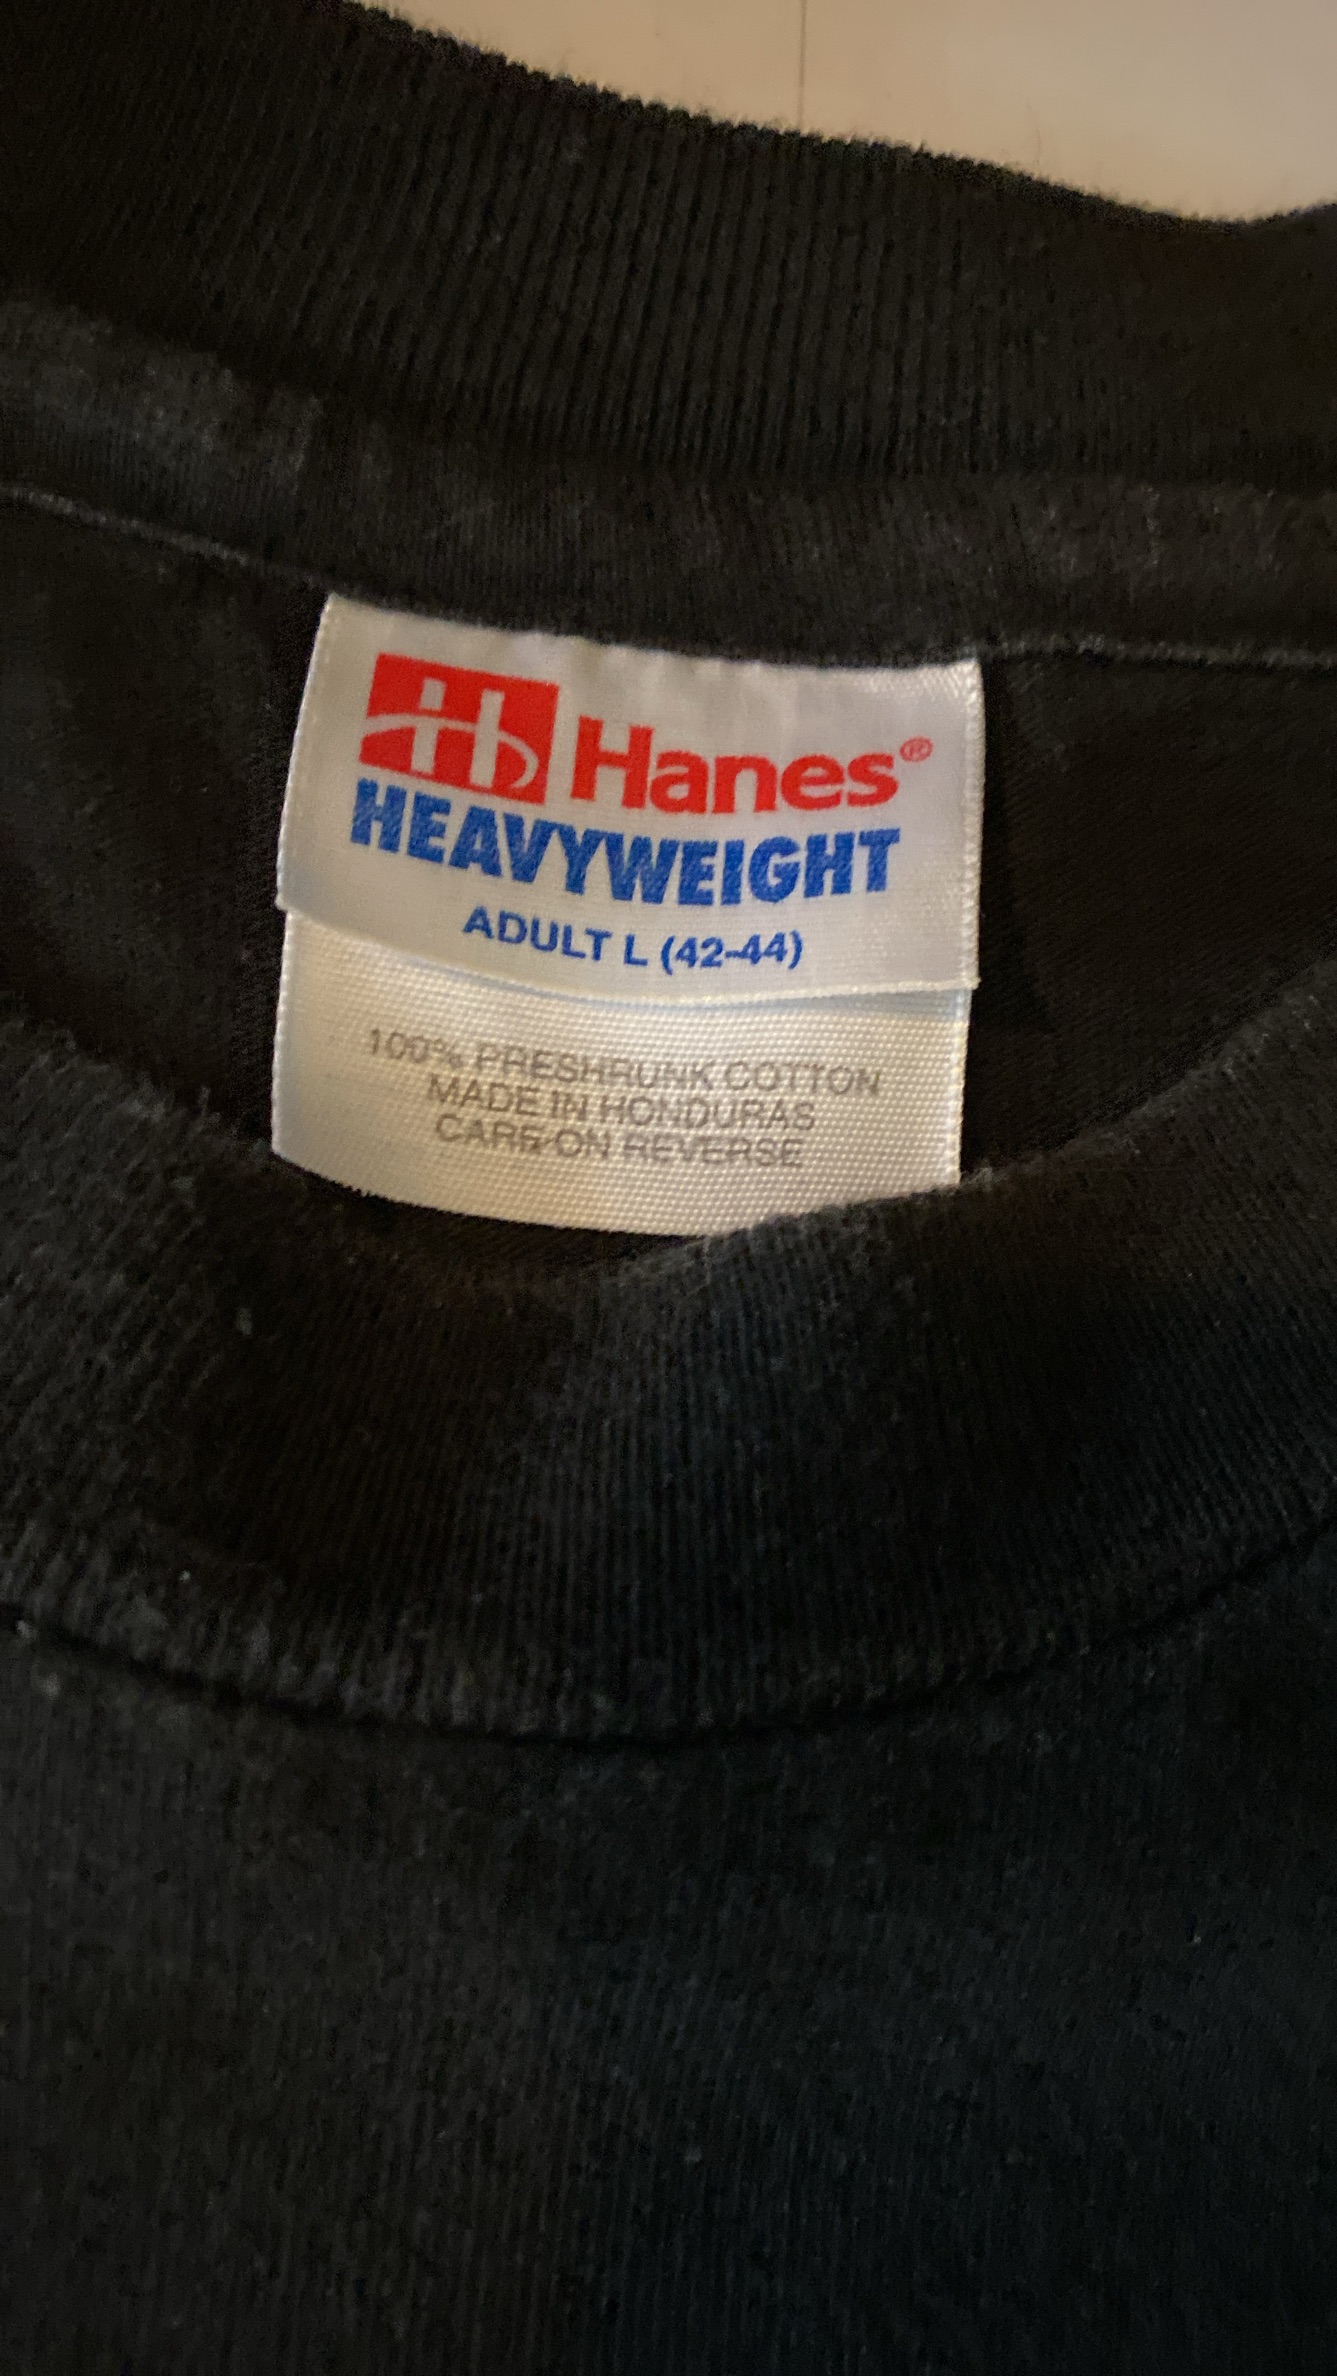 Hanes®
HEAVYWEIGHT
ADULT L (42-44)
100% PRESHRUNK COTTON
MADE IN HONDURAS
CARE ON REVERSE